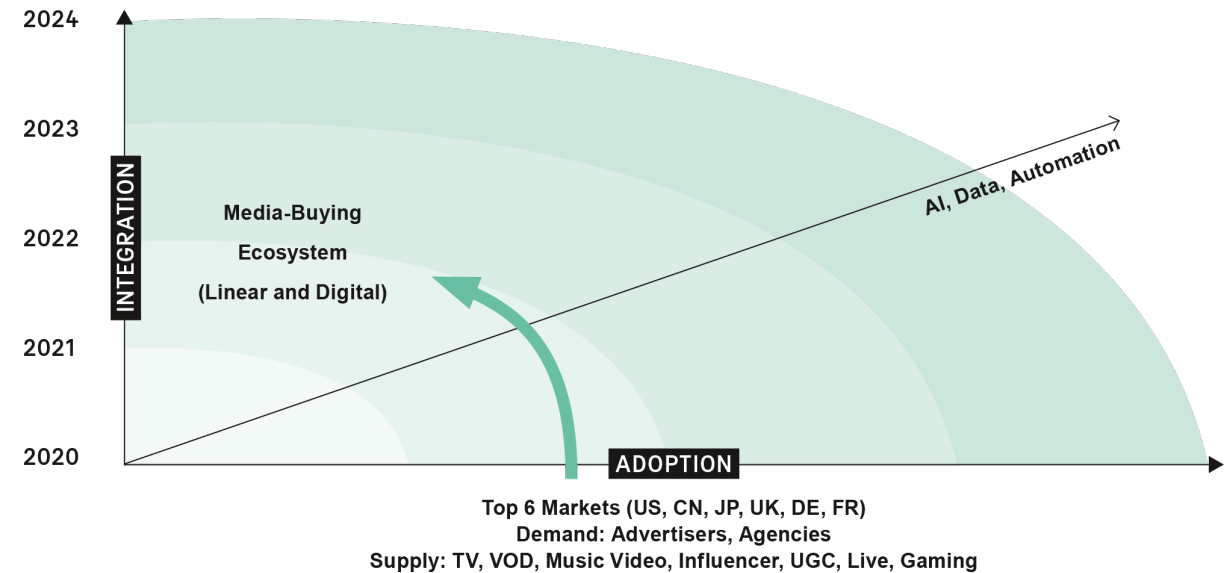 2024
2023
2022
2021
2020
INTEGRATION
Media-Buying
Ecosystem
(Linear and Digital)
AI, Data, Automation
ADOPTION
Top 6 Markets (US, CN, JP, UK, DE, FR)
Demand: Advertisers, Agencies
Supply: TV, VOD, Music Video, Influencer, UGC, Live, Gaming